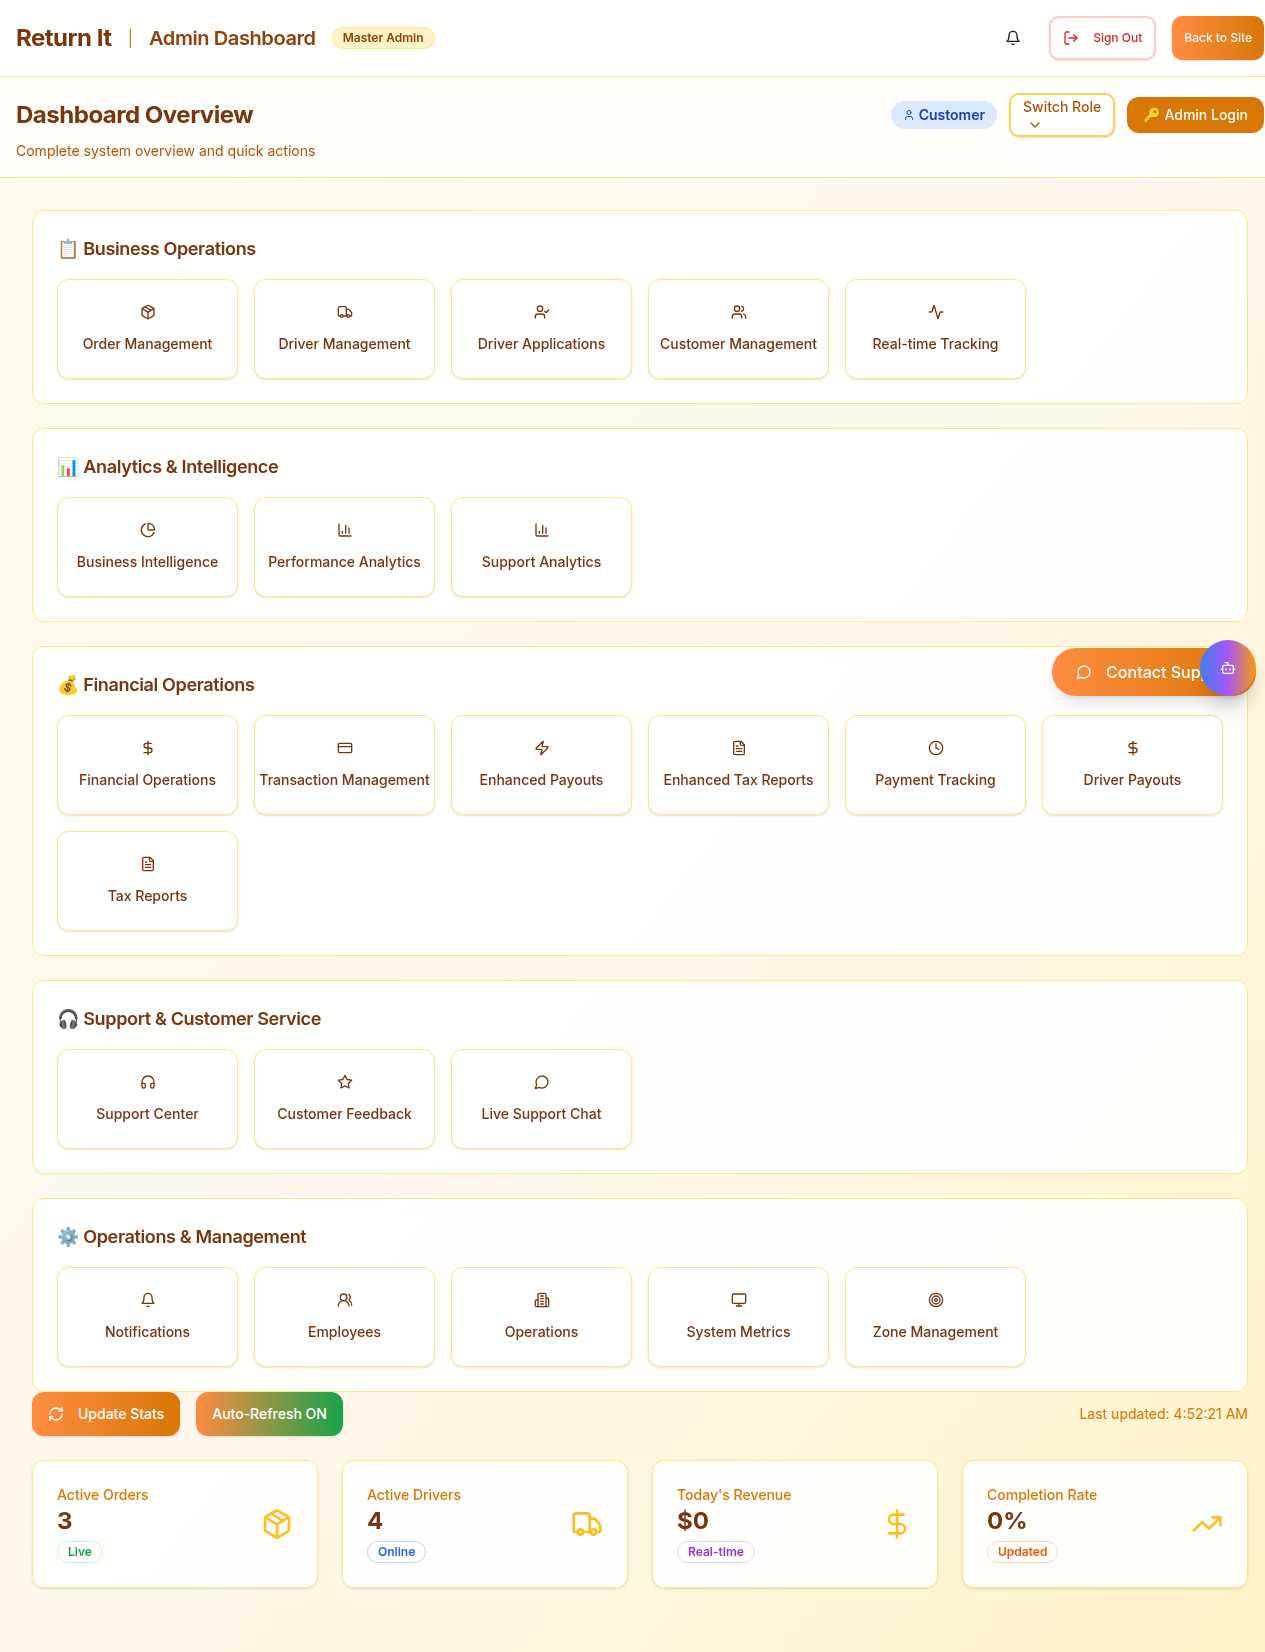 Return It | Admin Dashboard Master Admin Sign Out Back to Site
Dashboard Overview Customer Switch Role 🔑 Admin Login
Complete system overview and quick actions
📋 Business Operations
Order Management Driver Management Driver Applications Customer Management Real-time Tracking
📊 Analytics & Intelligence
Business Intelligence Performance Analytics Support Analytics
Contact
💰 Financial Operations
Financial Operations Transaction Management Enhanced Payouts Enhanced Tax Reports Payment Tracking Driver Payouts
Tax Reports
🎧 Support & Customer Service
Support Center Customer Feedback Live Support Chat
⚙️ Operations & Management
Notifications Employees Operations System Metrics Zone Management
Update Stats Auto-Refresh ON Last updated: 4:52:21 AM
Active Orders Active Drivers Today's Revenue Completion Rate
3 4 $0 0%
Live Online Real-time Updated